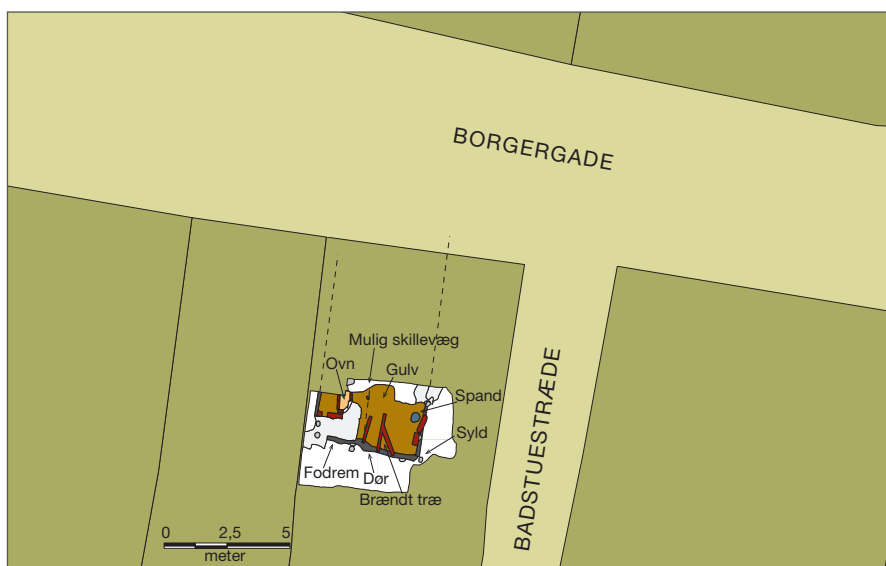 BORGERGADE
Mulig skillevæg
Ovn
Gulv
Spand
Syld
Fodrem
Dør
Brændt træ
BADSTUESTRÆDE
0 2,5 5
meter